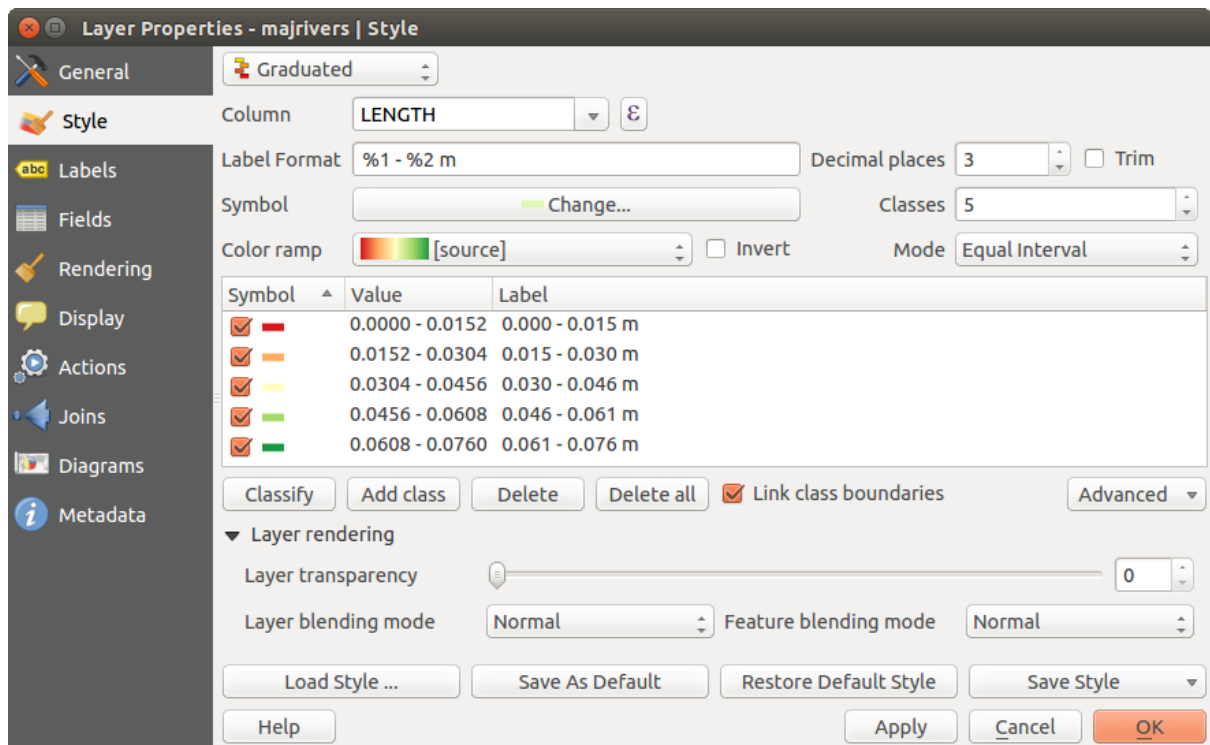 Layer Properties - majrivers | Style
General
Style
abc Labels
Fields
Rendering
Display
Actions
Joins
Diagrams
i Metadata
Graduated
Column LENGTH ε
Label Format %1 - %2 m Decimal places 3 Trim
Symbol Change... Classes 5
Color ramp [source] Invert Mode Equal Interval
Symbol Value Label
0.0000 - 0.0152 0.000 - 0.015 m
0.0152 - 0.0304 0.015 - 0.030 m
0.0304 - 0.0456 0.030 - 0.046 m
0.0456 - 0.0608 0.046 - 0.061 m
0.0608 - 0.0760 0.061 - 0.076 m
Classify Add class Delete Delete all Link class boundaries Advanced
Layer rendering
Layer transparency 0
Layer blending mode Normal Feature blending mode Normal
Load Style ... Save As Default Restore Default Style Save Style
Help Apply Cancel OK